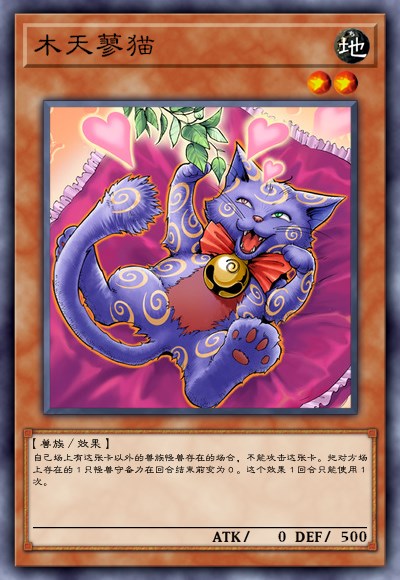 木天蓼猫
地
【兽族／效果】
自己场上有这张卡以外的兽族怪兽存在的场合，不能攻击这张卡。把对方场
上存在的１只怪兽守备力在回合结束前变为０。这个效果１回合只能使用１
次。
ATK/ 0 DEF/ 500